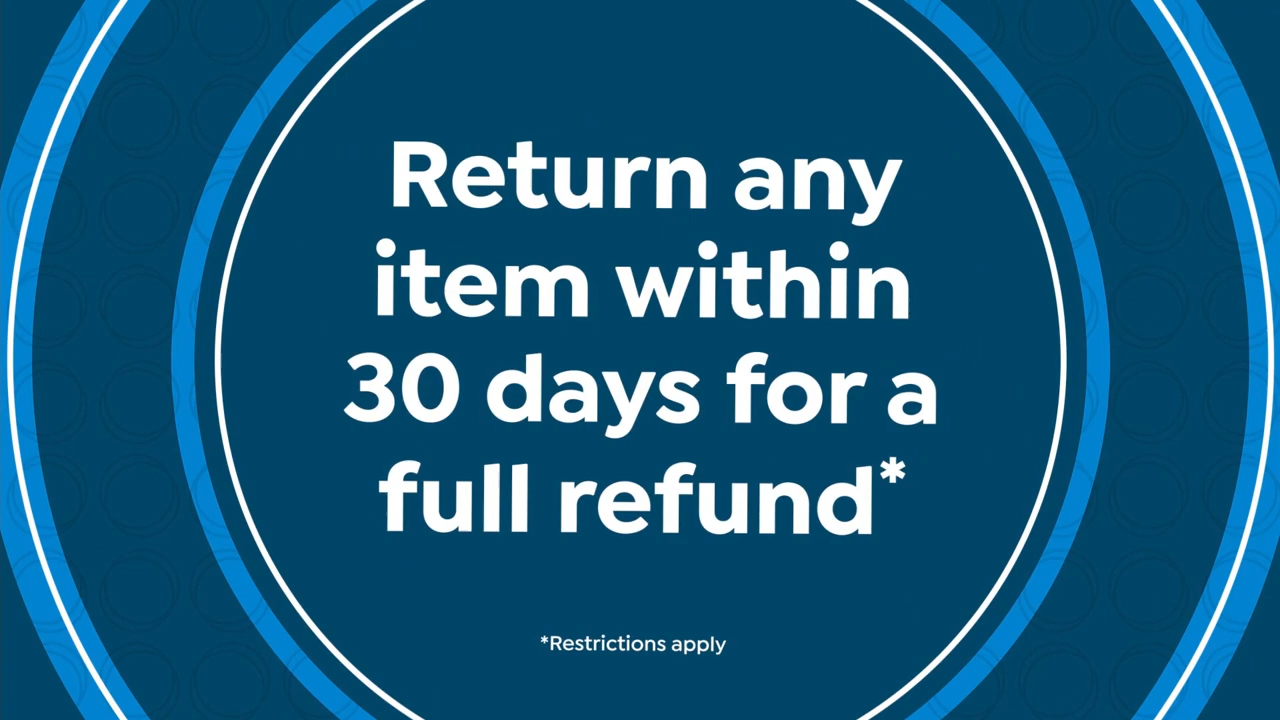 Return any
item within
30 days for a
full refund*
*Restrictions apply